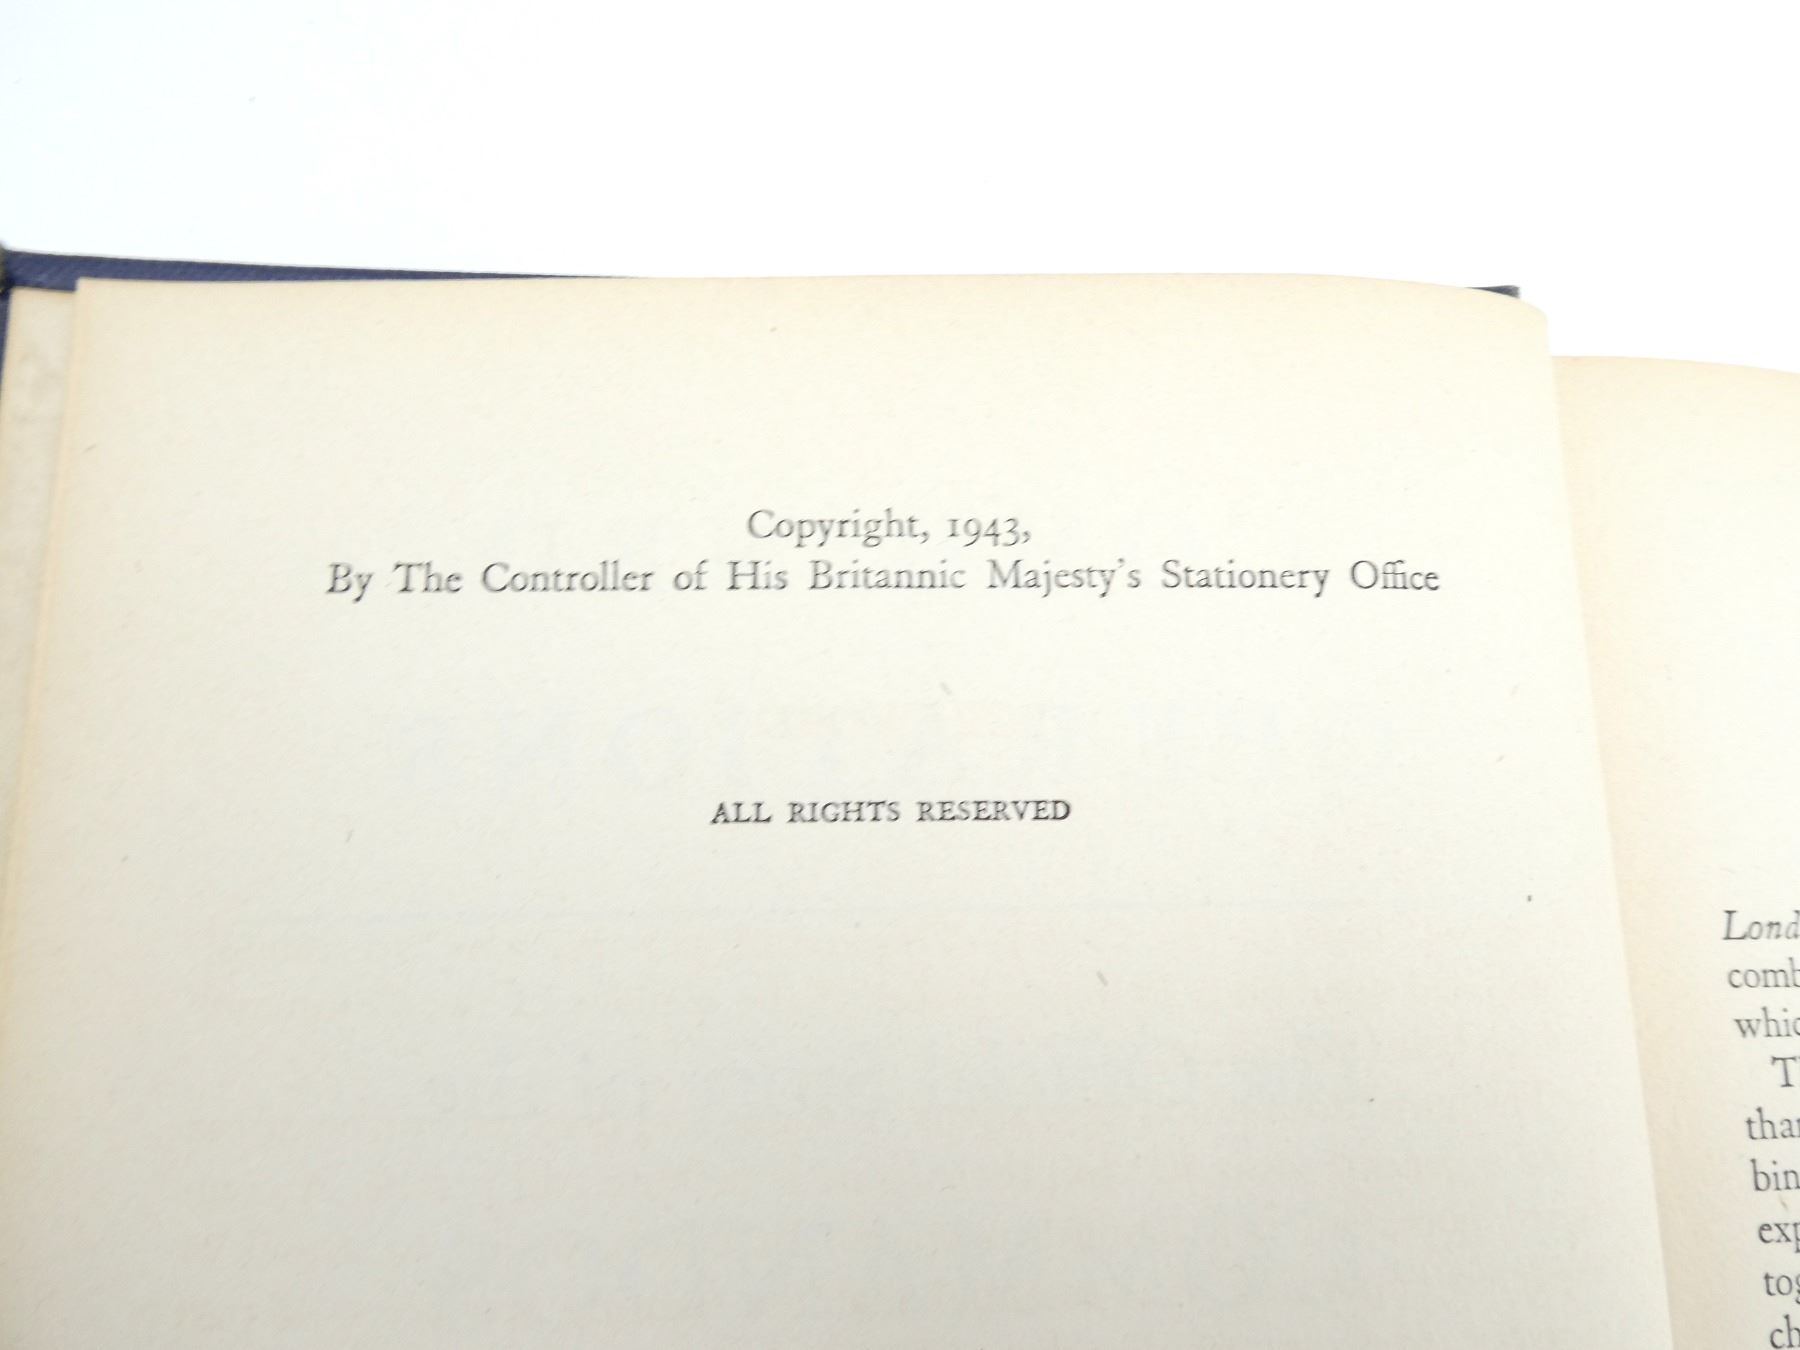 Copyright, 1943,
By The Controller of His Britannic Majesty's Stationery Office
ALL RIGHTS RESERVED